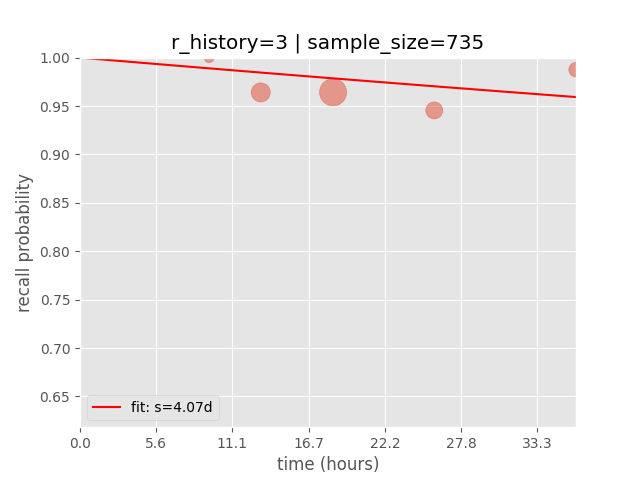 r_history=3 | sample_size=735
1.00
0.95
0.90
0.85
0.80
0.75
0.70
0.65
recall probability
fit: s=4.07d
0.0 5.6 11.1 16.7 22.2 27.8 33.3
time (hours)